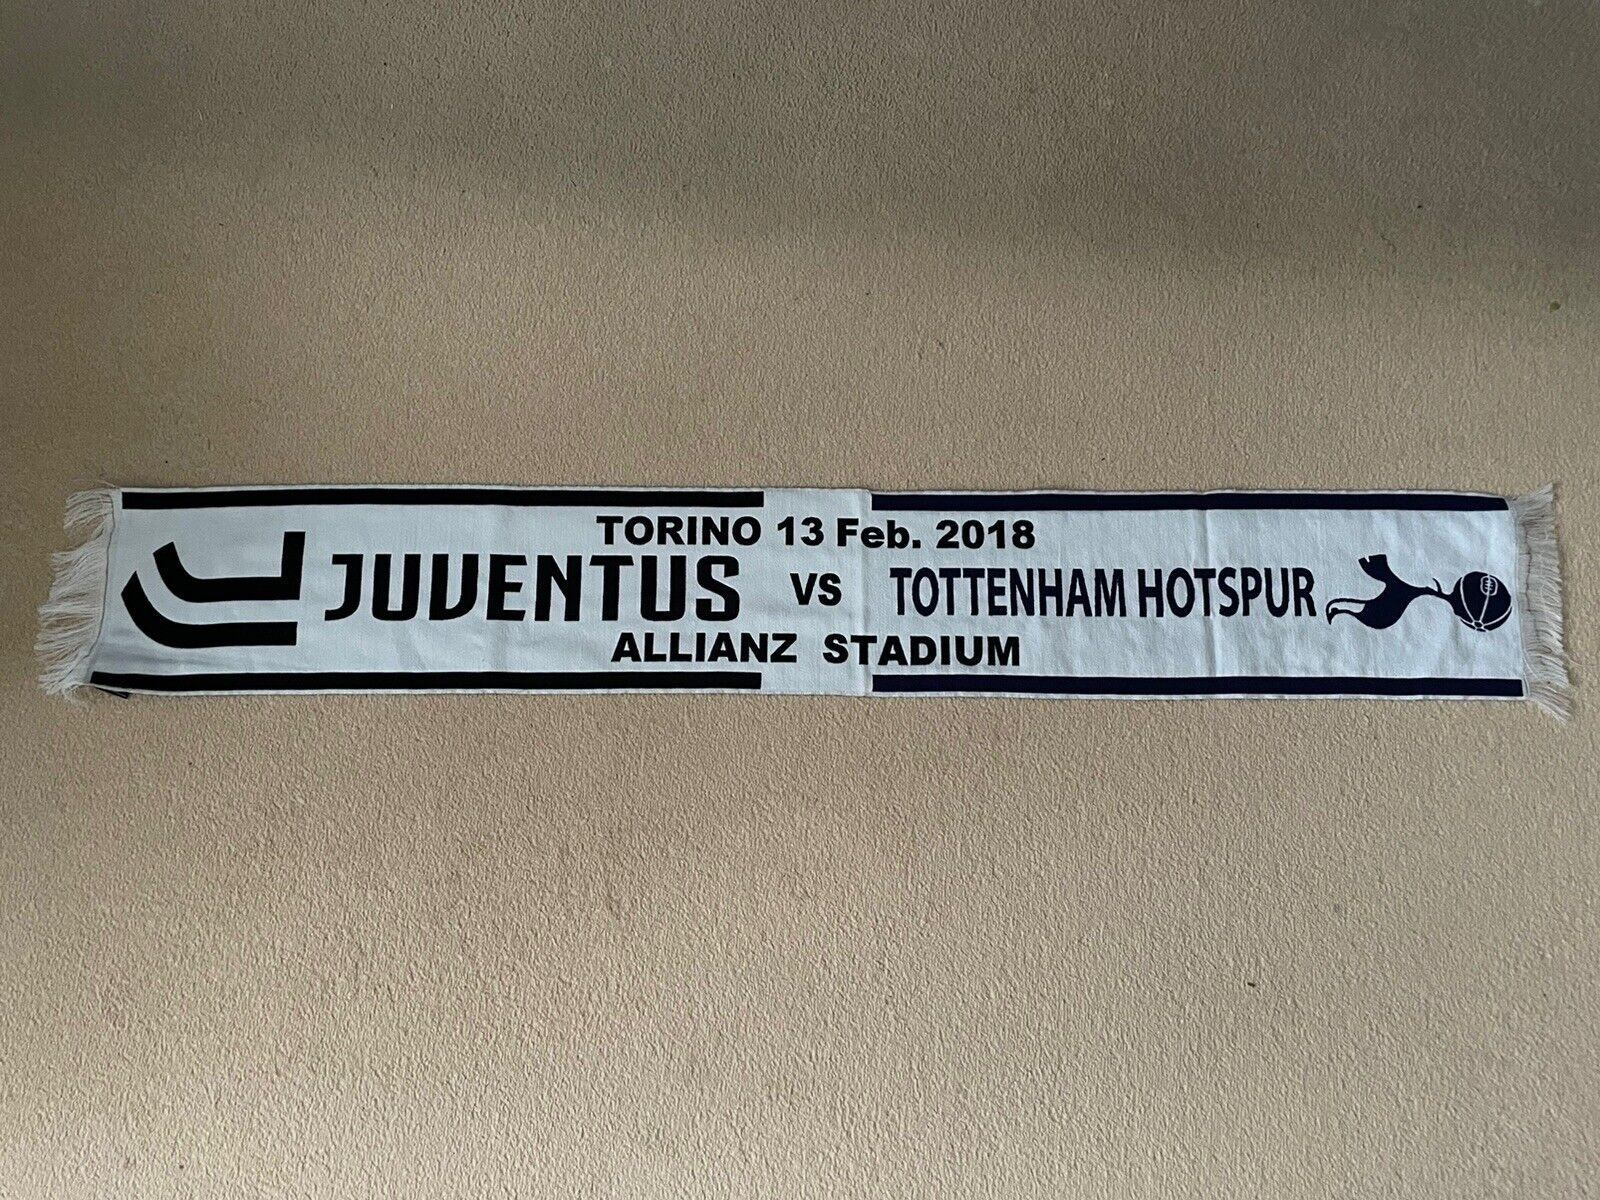 TORINO 13 Feb. 2018
JUVENTUS VS TOTTENHAM HOTSPUR
ALLIANZ STADIUM